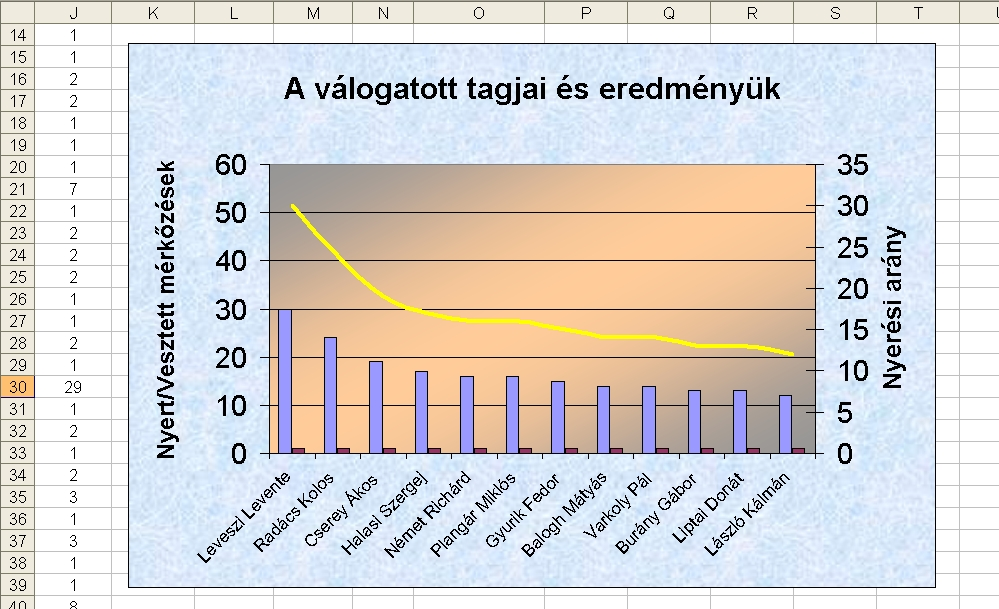 J K L M N O P Q R S T
14 1
15 1
16 2
17 2
18 1
19 1
20 1
21 7
22 1
23 2
24 2
25 2
26 1
27 1
28 2
29 1
30 29
31 1
32 2
33 1
34 2
35 3
36 1
37 3
38 1
39 1
40 8
A válogatott tagjai és eredményük
Nyert/Vesztett mérkőzések
60
50
40
30
20
10
0
35
30
25
20
15
10
5
0
Nyerési arány
Leveszi Levente
Radács Kolos
Cserey Ákos
Halasi Szergej
Német Richárd
Plangár Miklós
Gyurik Fedor
Balogh Mátyás
Varkoly Pál
Burány Gábor
Liptai Donát
László Kálmán